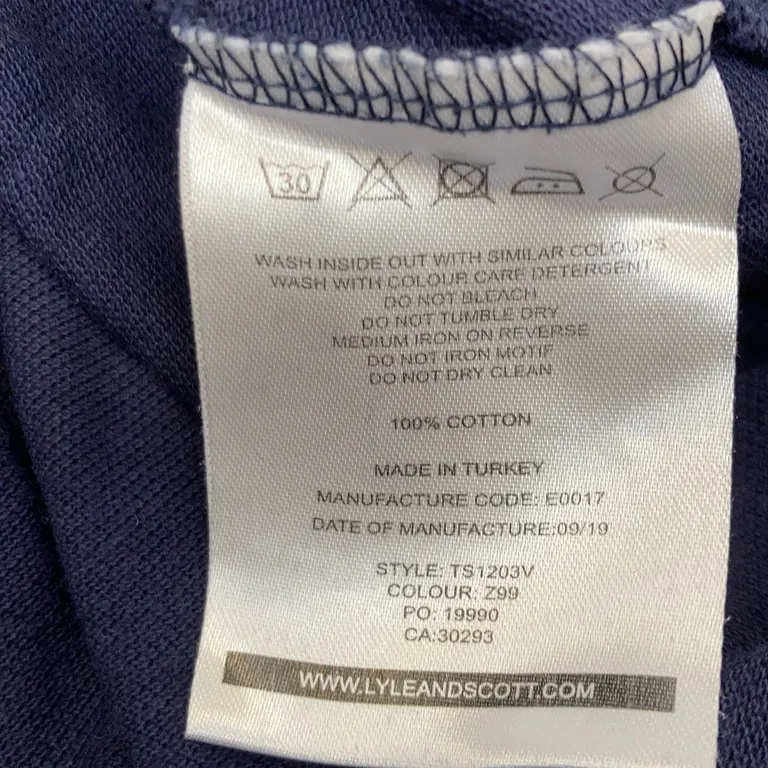 30
WASH INSIDE OUT WITH SIMILAR COLOURS
WASH WITH COLOUR CARE DETERGENT
DO NOT BLEACH
DO NOT TUMBLE DRY
MEDIUM IRON ON REVERSE
DO NOT IRON MOTIF
DO NOT DRY CLEAN
100% COTTON
MADE IN TURKEY
MANUFACTURE CODE: E0017
DATE OF MANUFACTURE:09/19
STYLE: TS1203V
COLOUR: Z99
PO: 19990
CA:30293
WWW.LYLEANDSCOTT.COM